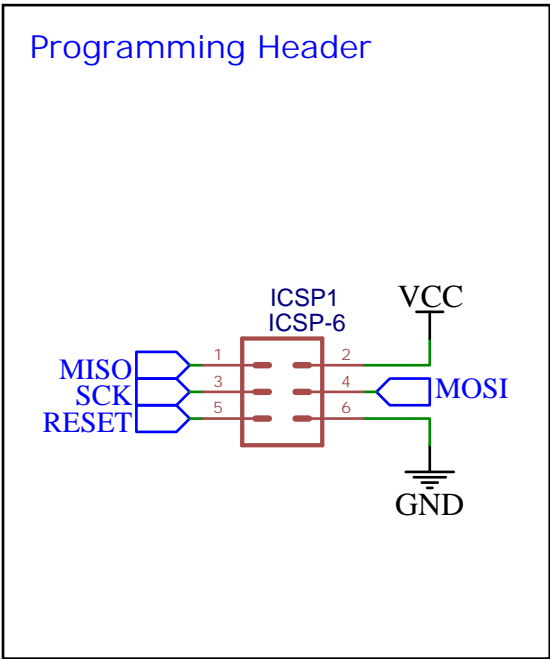 Programming Header
ICSP1
ICSP-6
VCC
1
2
MISO
3
4
SCK
MOSI
5
6
RESET
GND